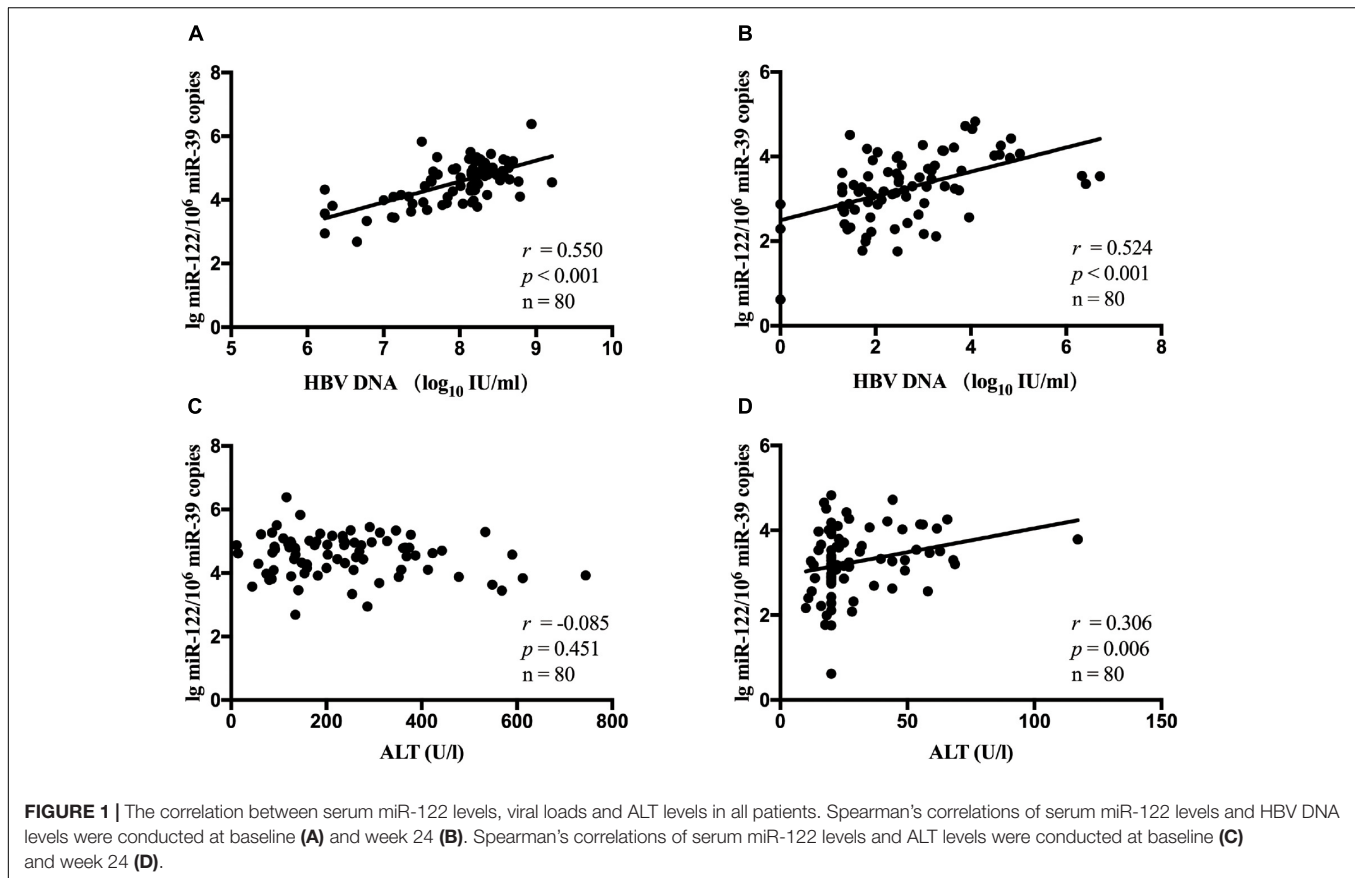 A
lg miR-122/10⁶ miR-39 copies
8
6
4
2
0
5
6
7
8
9
10
r = 0.550
p < 0.001
n = 80
HBV DNA (log₁₀ IU/ml)
B
lg miR-122/10⁶ miR-39 copies
6
4
2
0
0
2
4
6
8
r = 0.524
p < 0.001
n = 80
HBV DNA (log₁₀ IU/ml)
C
lg miR-122/10⁶ miR-39 copies
8
6
4
2
0
0
200
400
600
800
r = -0.085
p = 0.451
n = 80
ALT (U/l)
D
lg miR-122/10⁶ miR-39 copies
6
4
2
0
0
50
100
150
r = 0.306
p = 0.006
n = 80
ALT (U/l)
FIGURE 1 | The correlation between serum miR-122 levels, viral loads and ALT levels in all patients. Spearman's correlations of serum miR-122 levels and HBV DNA
levels were conducted at baseline (A) and week 24 (B). Spearman's correlations of serum miR-122 levels and ALT levels were conducted at baseline (C)
and week 24 (D).